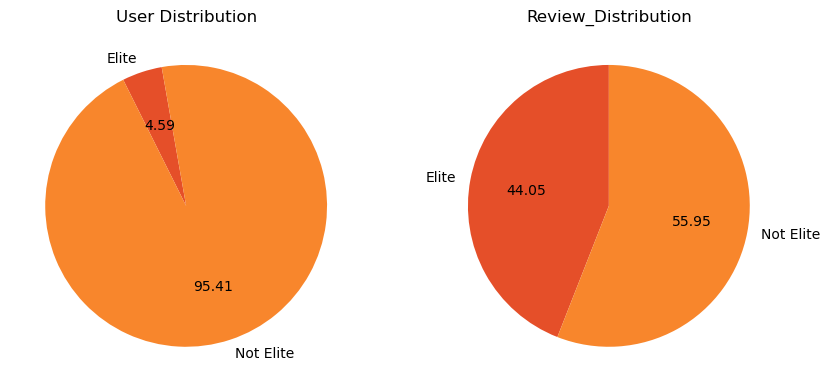 User Distribution
Elite
4.59
95.41
Not Elite
Review_Distribution
Elite
44.05
55.95
Not Elite